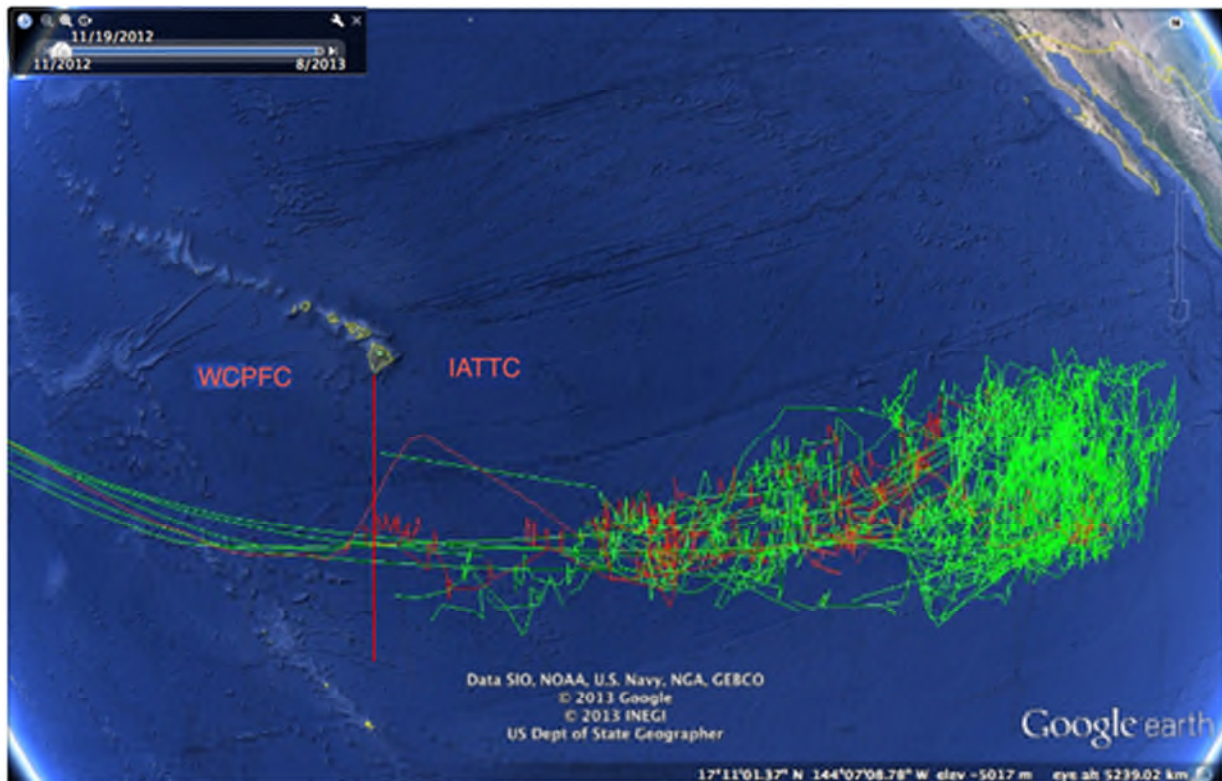 11/19/2012
11/2012 8/2013
WCPFC IATTC
Data SIO, NOAA, U.S. Navy, NGA, GEBCO
© 2013 Google
© 2013 INEGI
US Dept of State Geographer
Google earth
17°11'01.37" N 144°07'08.78" W elev -5017 m eye alt 5239.02 km